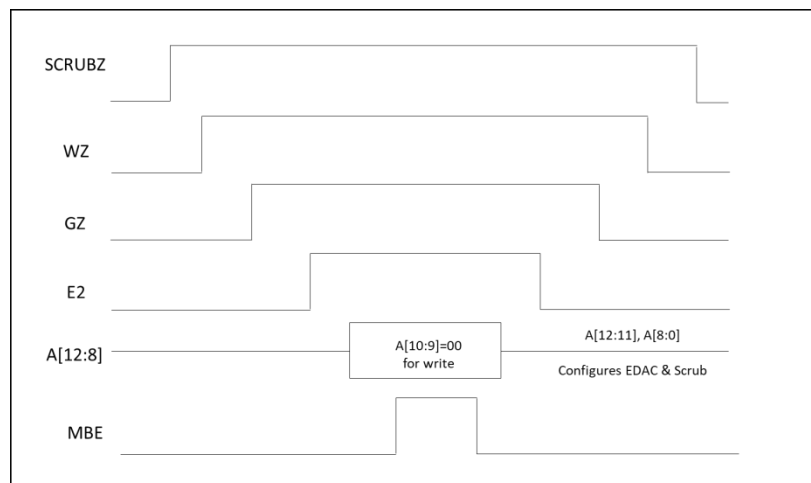 SCRUBZ
WZ
GZ
E2
A[12:8]
A[10:9]=00
for write
A[12:11], A[8:0]
Configures EDAC & Scrub
MBE